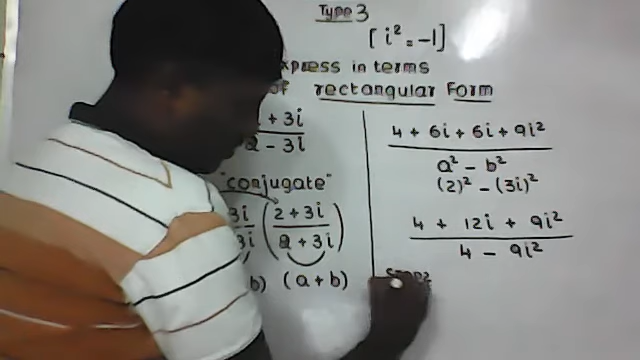 Type 3
[ i² = -1]
xpress in terms
of rectangular Form
+ 3i
2 - 3i
"conjugate"
3i ( 2 + 3i
3i 2 + 3i )
b) (a + b)
4 + 6i + 6i + 9i²
a² - b²
(2)² - (3i)²
4 + 12i + 9i²
4 - 9i²